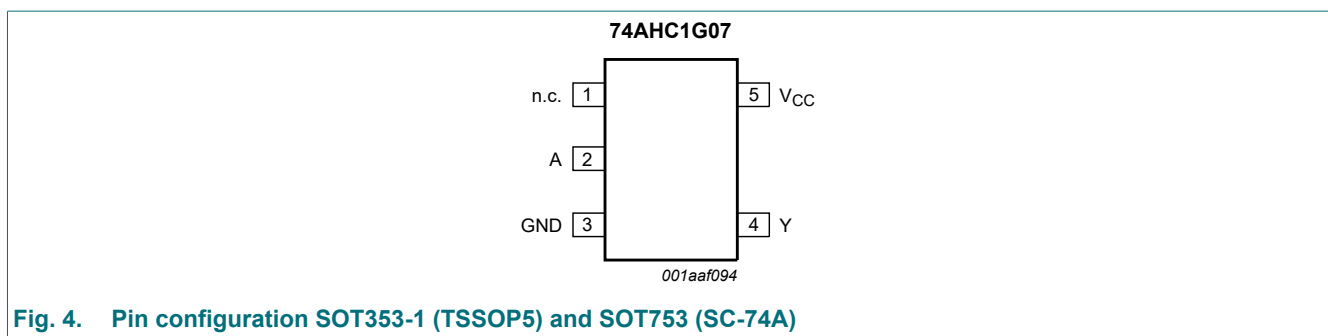 74AHC1G07
n.c. 1 5 VCC
A 2
GND 3 4 Y
001aaf094
Fig. 4. Pin configuration SOT353-1 (TSSOP5) and SOT753 (SC-74A)